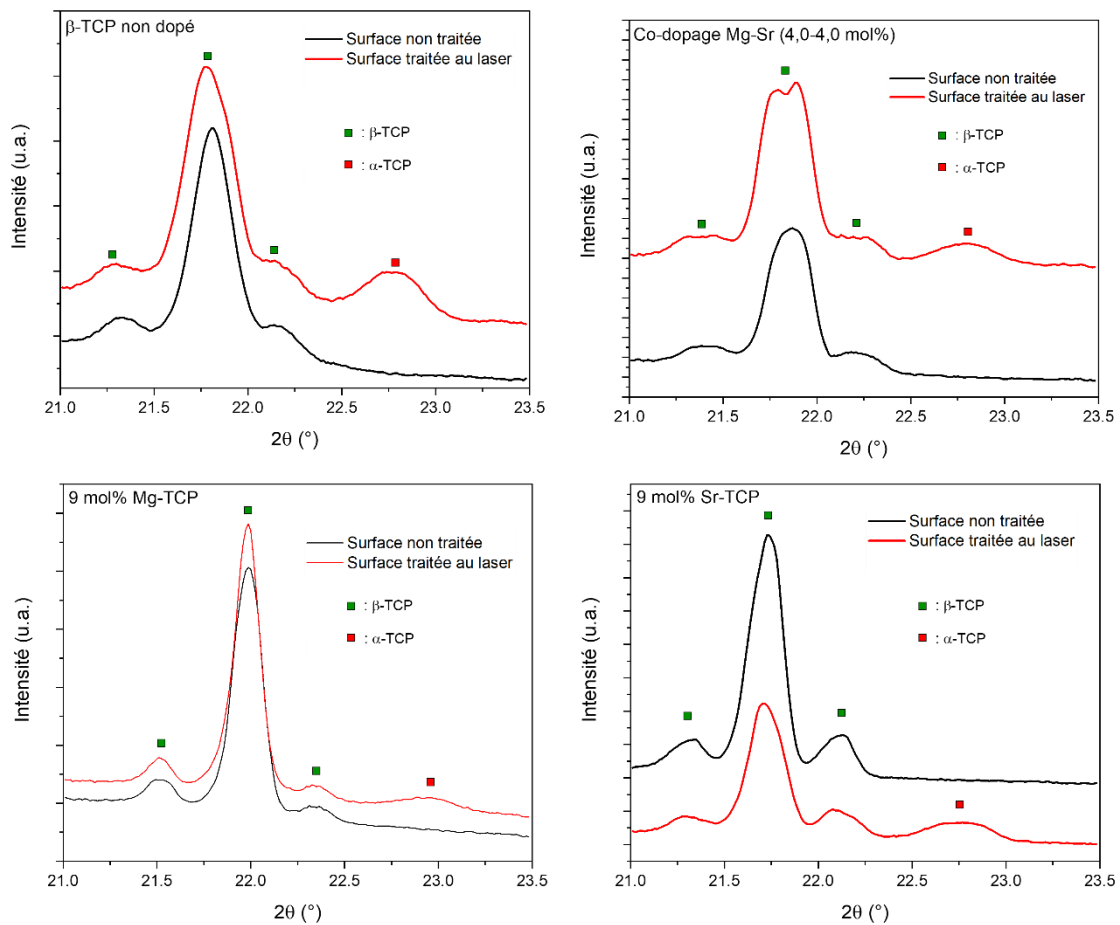 β-TCP non dopé
Surface non traitée
Surface traitée au laser
: β-TCP
: α-TCP
Intensité (u.a.)
21.0 21.5 22.0 22.5 23.0 23.5
2θ (°)
Co-dopage Mg-Sr (4,0-4,0 mol%)
Surface non traitée
Surface traitée au laser
: β-TCP
: α-TCP
Intensité (u.a.)
21.0 21.5 22.0 22.5 23.0 23.5
2θ (°)
9 mol% Mg-TCP
Surface non traitée
Surface traitée au laser
: β-TCP
: α-TCP
Intensité (u.a.)
21.0 21.5 22.0 22.5 23.0 23.5
2θ (°)
9 mol% Sr-TCP
Surface non traitée
Surface traitée au laser
: β-TCP
: α-TCP
Intensité (u.a.)
21.0 21.5 22.0 22.5 23.0 23.5
2θ (°)